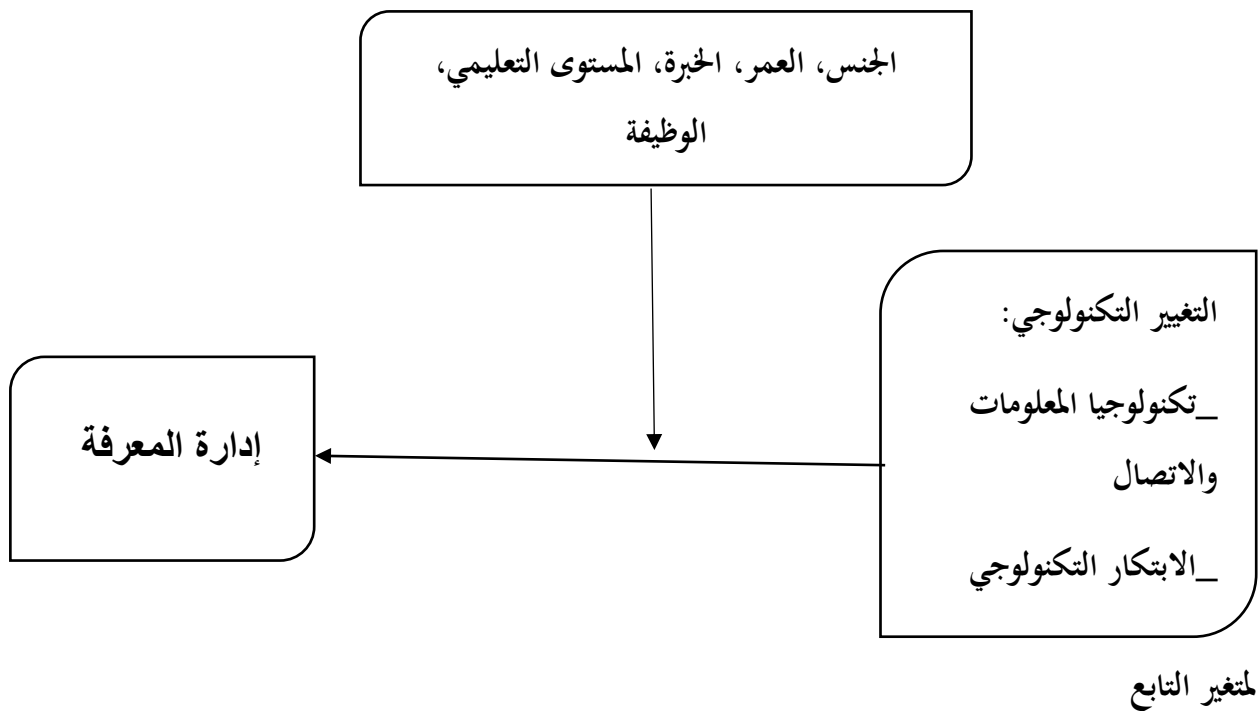 الجنس، العمر، الخبرة، المستوى التعليمي،
الوظيفة
التغيير التكنولوجي:
_تكنولوجيا المعلومات
والاتصال
_الابتكار التكنولوجي
إدارة المعرفة
لمتغير التابع